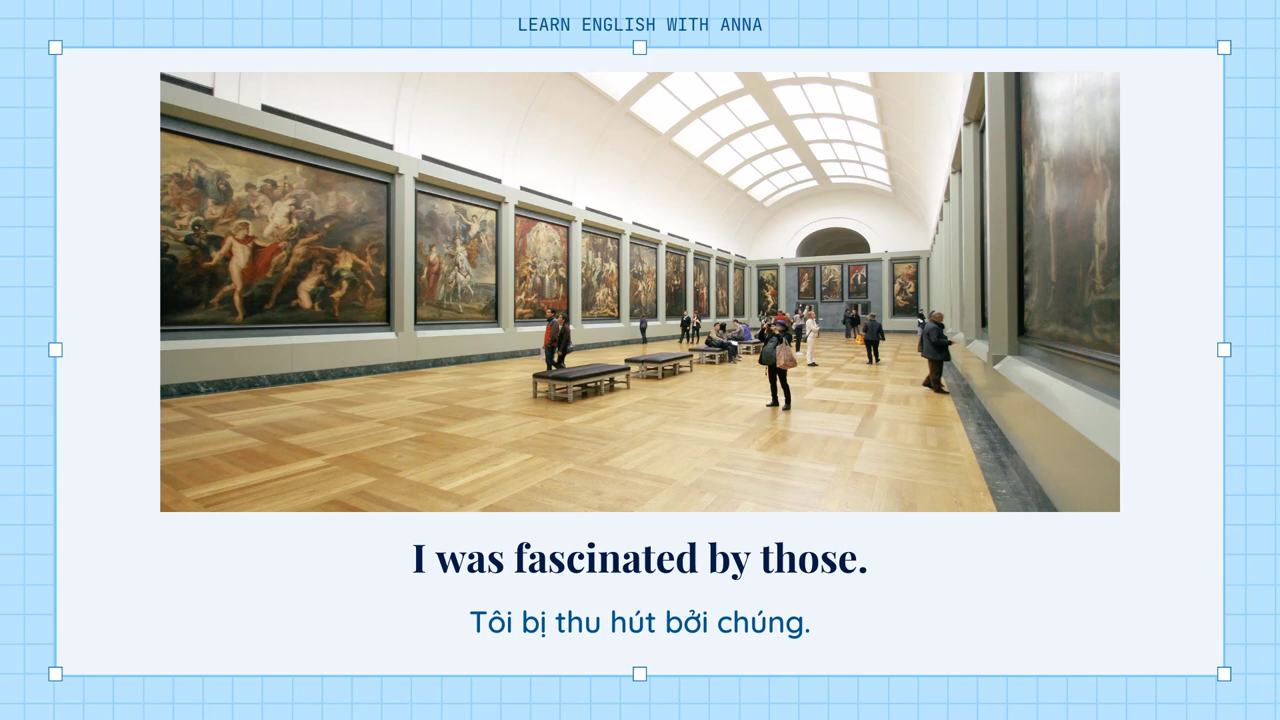 LEARN ENGLISH WITH ANNA
I was fascinated by those.
Tôi bị thu hút bởi chúng.